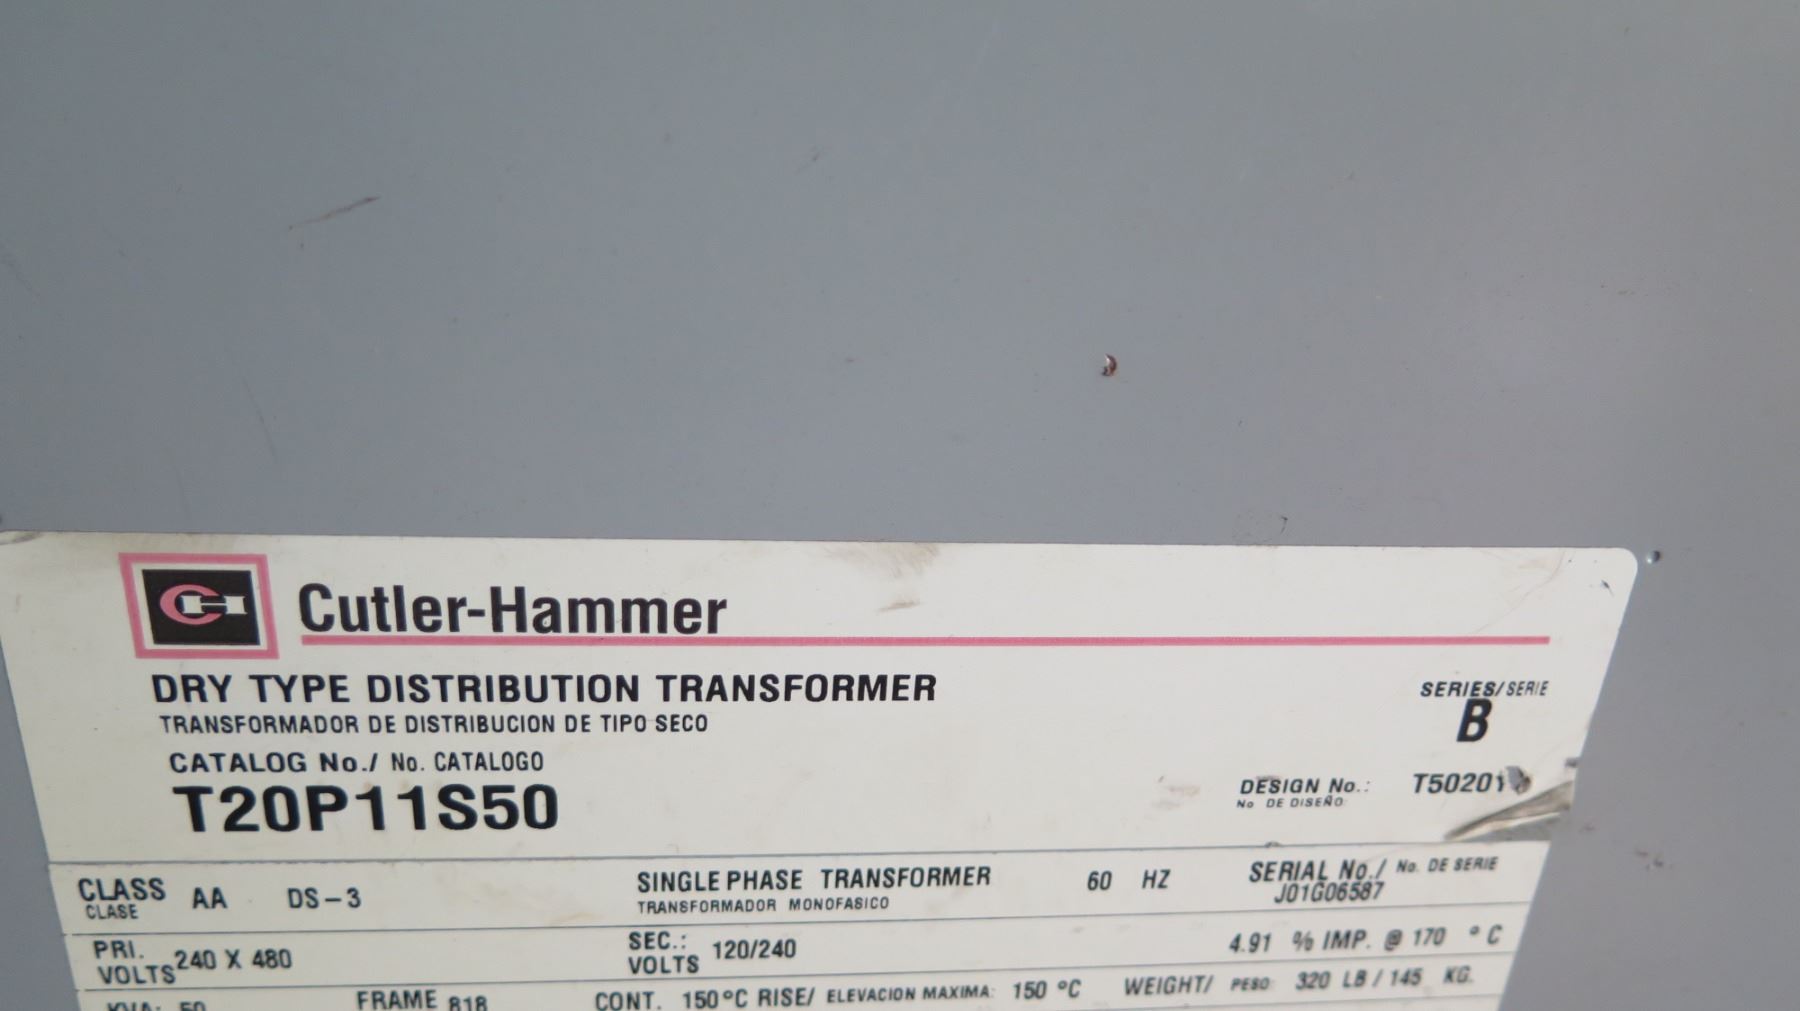 Cutler-Hammer
DRY TYPE DISTRIBUTION TRANSFORMER
TRANSFORMADOR DE DISTRIBUCION DE TIPO SECO
SERIES/SERIE
B
CATALOG No./ No. CATALOGO
T20P11S50
DESIGN No.: T50201
No DE DISEÑO:
CLASS AA DS-3 SINGLE PHASE TRANSFORMER 60 HZ SERIAL No./ No. DE SERIE
CLASE TRANSFORMADOR MONOFASICO J01G06587
PRI. VOLTS 240 X 480 SEC.: VOLTS 120/240 4.91 % IMP. @ 170 °C
KVA: 50 FRAME 818 CONT. 150°C RISE/ ELEVACION MAXIMA: 150 °C WEIGHT/ PESO 320 LB / 145 KG.